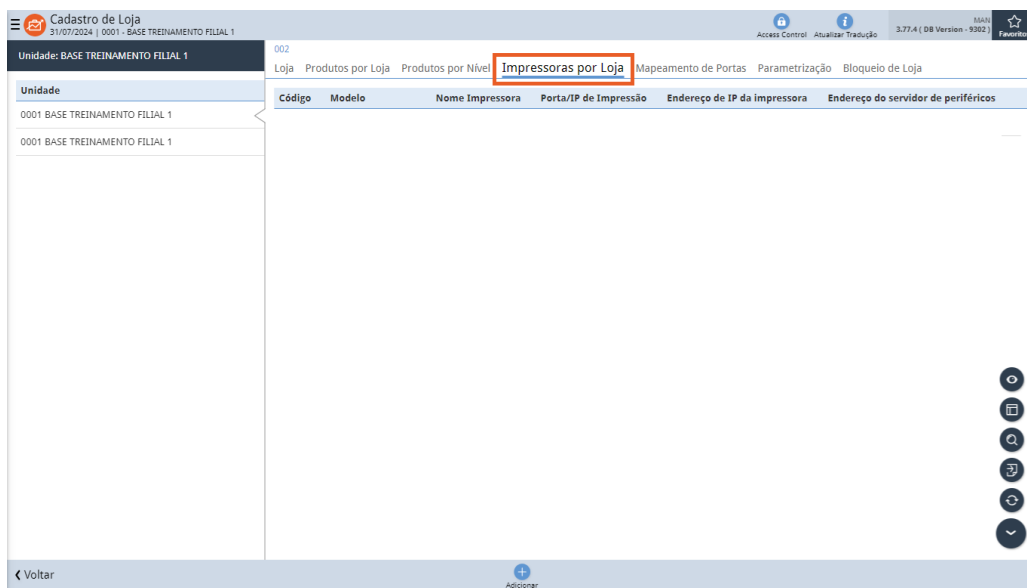 Cadastro de Loja
31/07/2024 | 0001 - BASE TREINAMENTO FILIAL 1
Access Control
Atualizar Tradução
MAN
3.77.4 ( DB Version - 9302 )
Favorito
Unidade: BASE TREINAMENTO FILIAL 1
Unidade
0001 BASE TREINAMENTO FILIAL 1
0001 BASE TREINAMENTO FILIAL 1
002
Loja Produtos por Loja Produtos por Nível Impressoras por Loja Mapeamento de Portas Parametrização Bloqueio de Loja
Código Modelo Nome Impressora Porta/IP de Impressão Endereço de IP da impressora Endereço do servidor de periféricos
Voltar
Adicionar